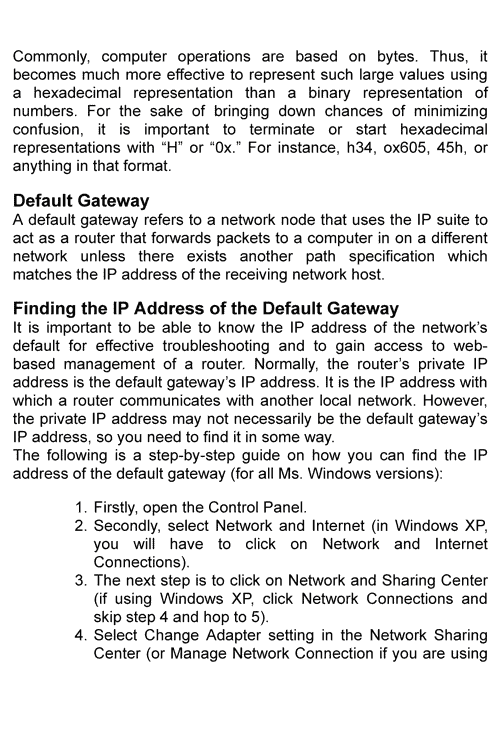 Commonly, computer operations are based on bytes. Thus, it
becomes much more effective to represent such large values using
a hexadecimal representation than a binary representation of
numbers. For the sake of bringing down chances of minimizing
confusion, it is important to terminate or start hexadecimal
representations with “H” or “0x.” For instance, h34, ox605, 45h, or
anything in that format.
Default Gateway
A default gateway refers to a network node that uses the IP suite to
act as a router that forwards packets to a computer in on a different
network unless there exists another path specification which
matches the IP address of the receiving network host.
Finding the IP Address of the Default Gateway
It is important to be able to know the IP address of the network’s
default for effective troubleshooting and to gain access to web-
based management of a router. Normally, the router’s private IP
address is the default gateway’s IP address. It is the IP address with
which a router communicates with another local network. However,
the private IP address may not necessarily be the default gateway’s
IP address, so you need to find it in some way.
The following is a step-by-step guide on how you can find the IP
address of the default gateway (for all Ms. Windows versions):
1. Firstly, open the Control Panel.
2. Secondly, select Network and Internet (in Windows XP,
you will have to click on Network and Internet
Connections).
3. The next step is to click on Network and Sharing Center
(if using Windows XP, click Network Connections and
skip step 4 and hop to 5).
4. Select Change Adapter setting in the Network Sharing
Center (or Manage Network Connection if you are using